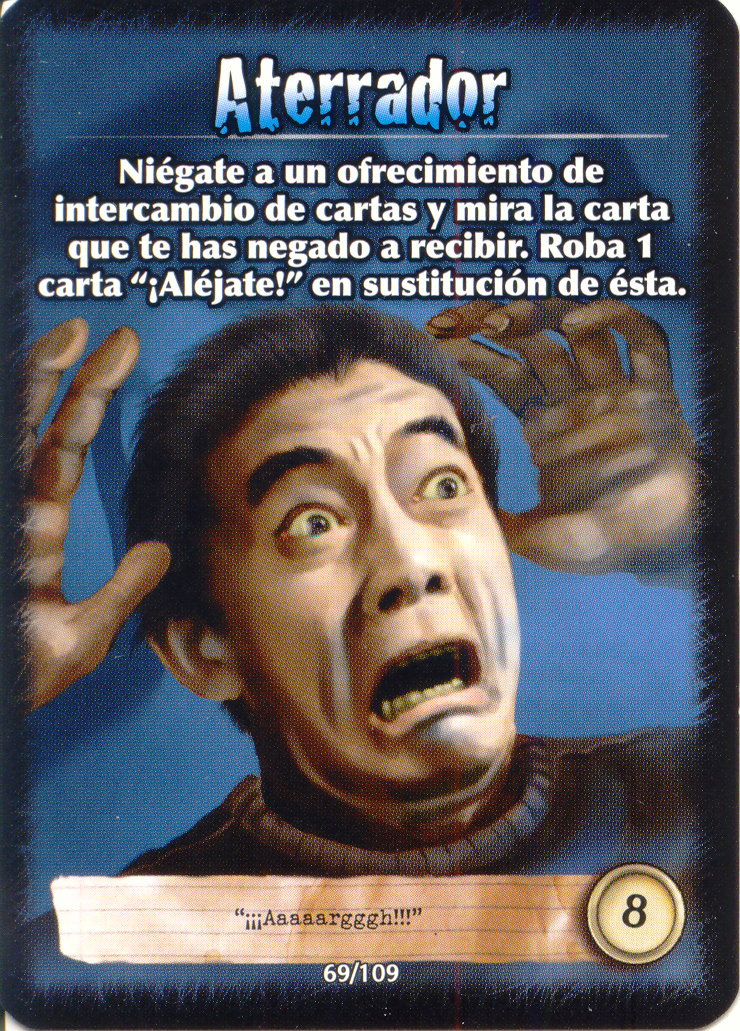 Aterrador
Niégate a un ofrecimiento de
intercambio de cartas y mira la carta
que te has negado a recibir. Roba 1
carta “¡Aléjate!” en sustitución de ésta.
“¡¡¡Aaaaargggh!!!”
8
69/109